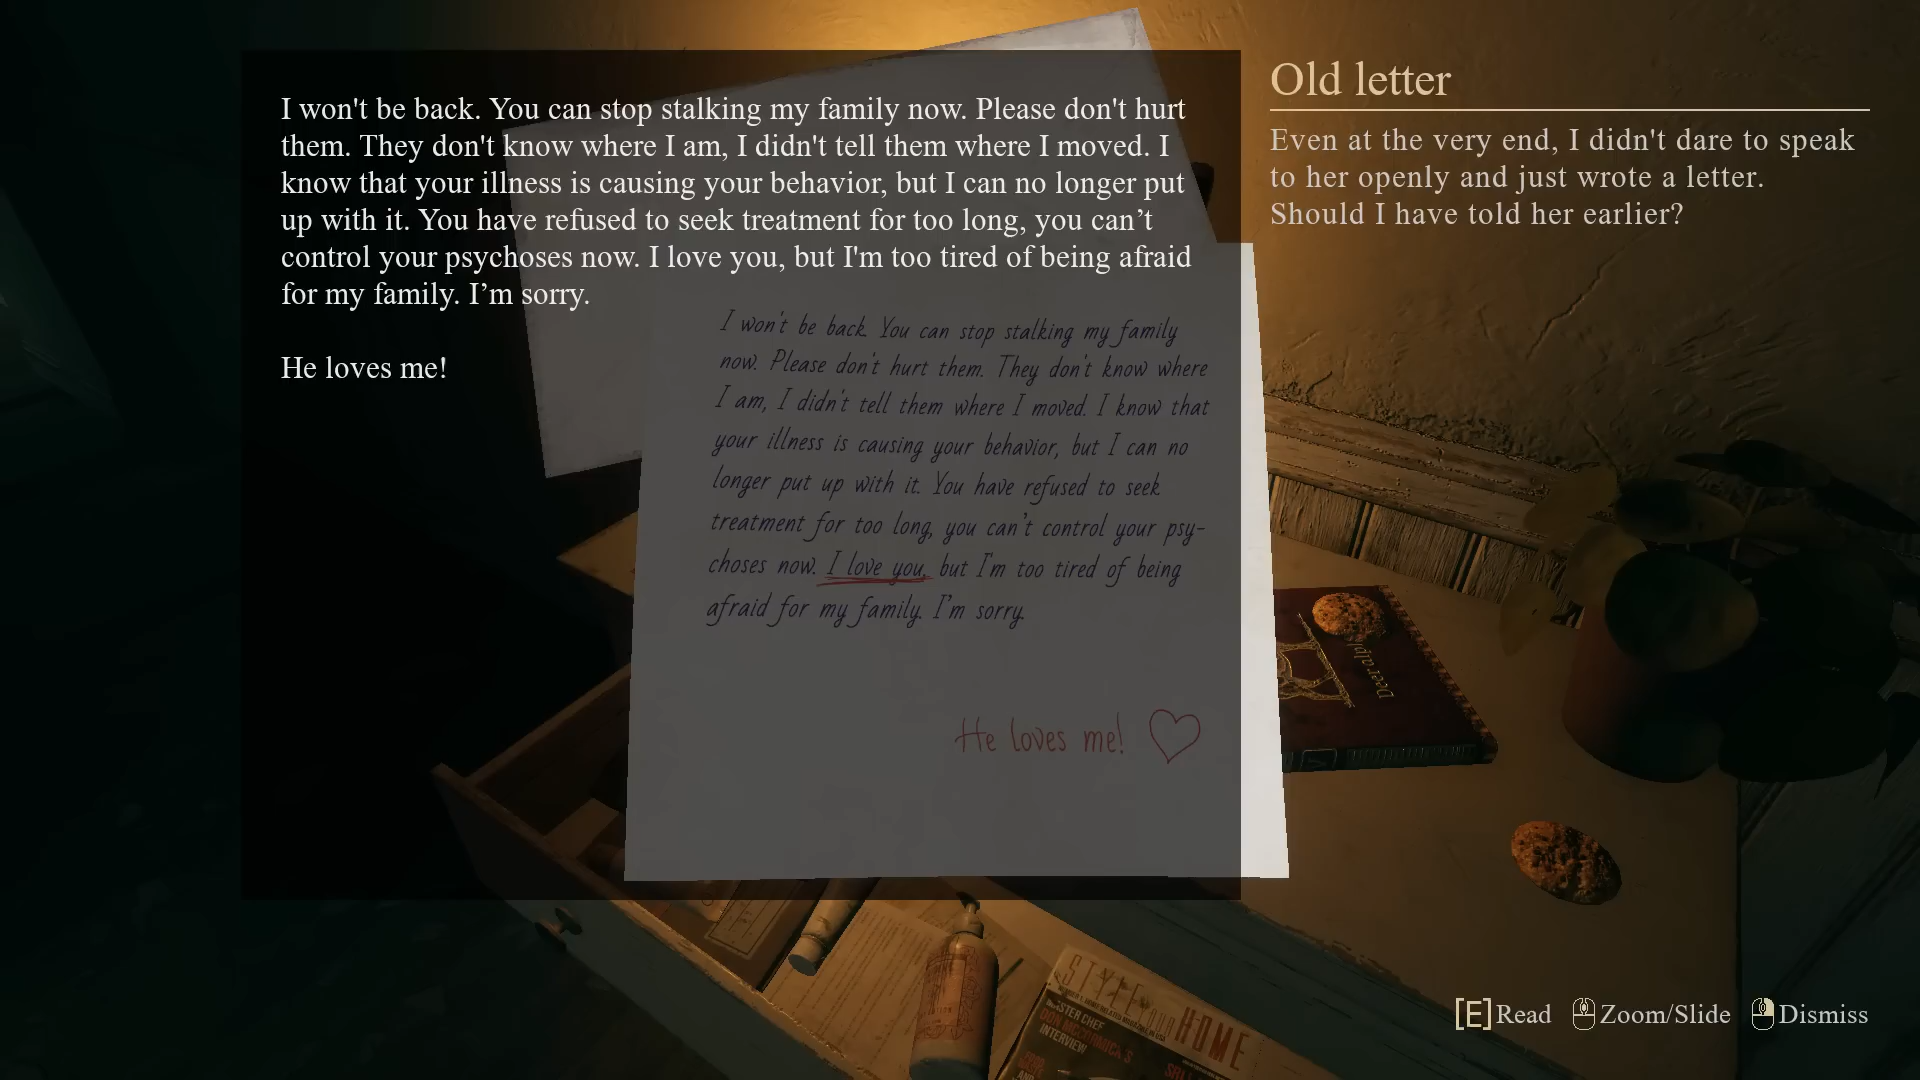 I won't be back. You can stop stalking my family now. Please don't hurt
them. They don't know where I am, I didn't tell them where I moved. I
know that your illness is causing your behavior, but I can no longer put
up with it. You have refused to seek treatment for too long, you can’t
control your psychoses now. I love you, but I'm too tired of being afraid
for my family. I’m sorry.
He loves me!
Old letter
Even at the very end, I didn't dare to speak
to her openly and just wrote a letter.
Should I have told her earlier?
I won't be back. You can stop stalking my family
now. Please don't hurt them. They don't know where
I am, I didn't tell them where I moved. I know that
your illness is causing your behavior, but I can no
longer put up with it. You have refused to seek
treatment for too long, you can’t control your psy-
choses now. I love you, but I'm too tired of being
afraid for my family. I’m sorry.
He loves me!
STYLE YOUR HOME
INTERVIEW
[E] Read Zoom/Slide Dismiss